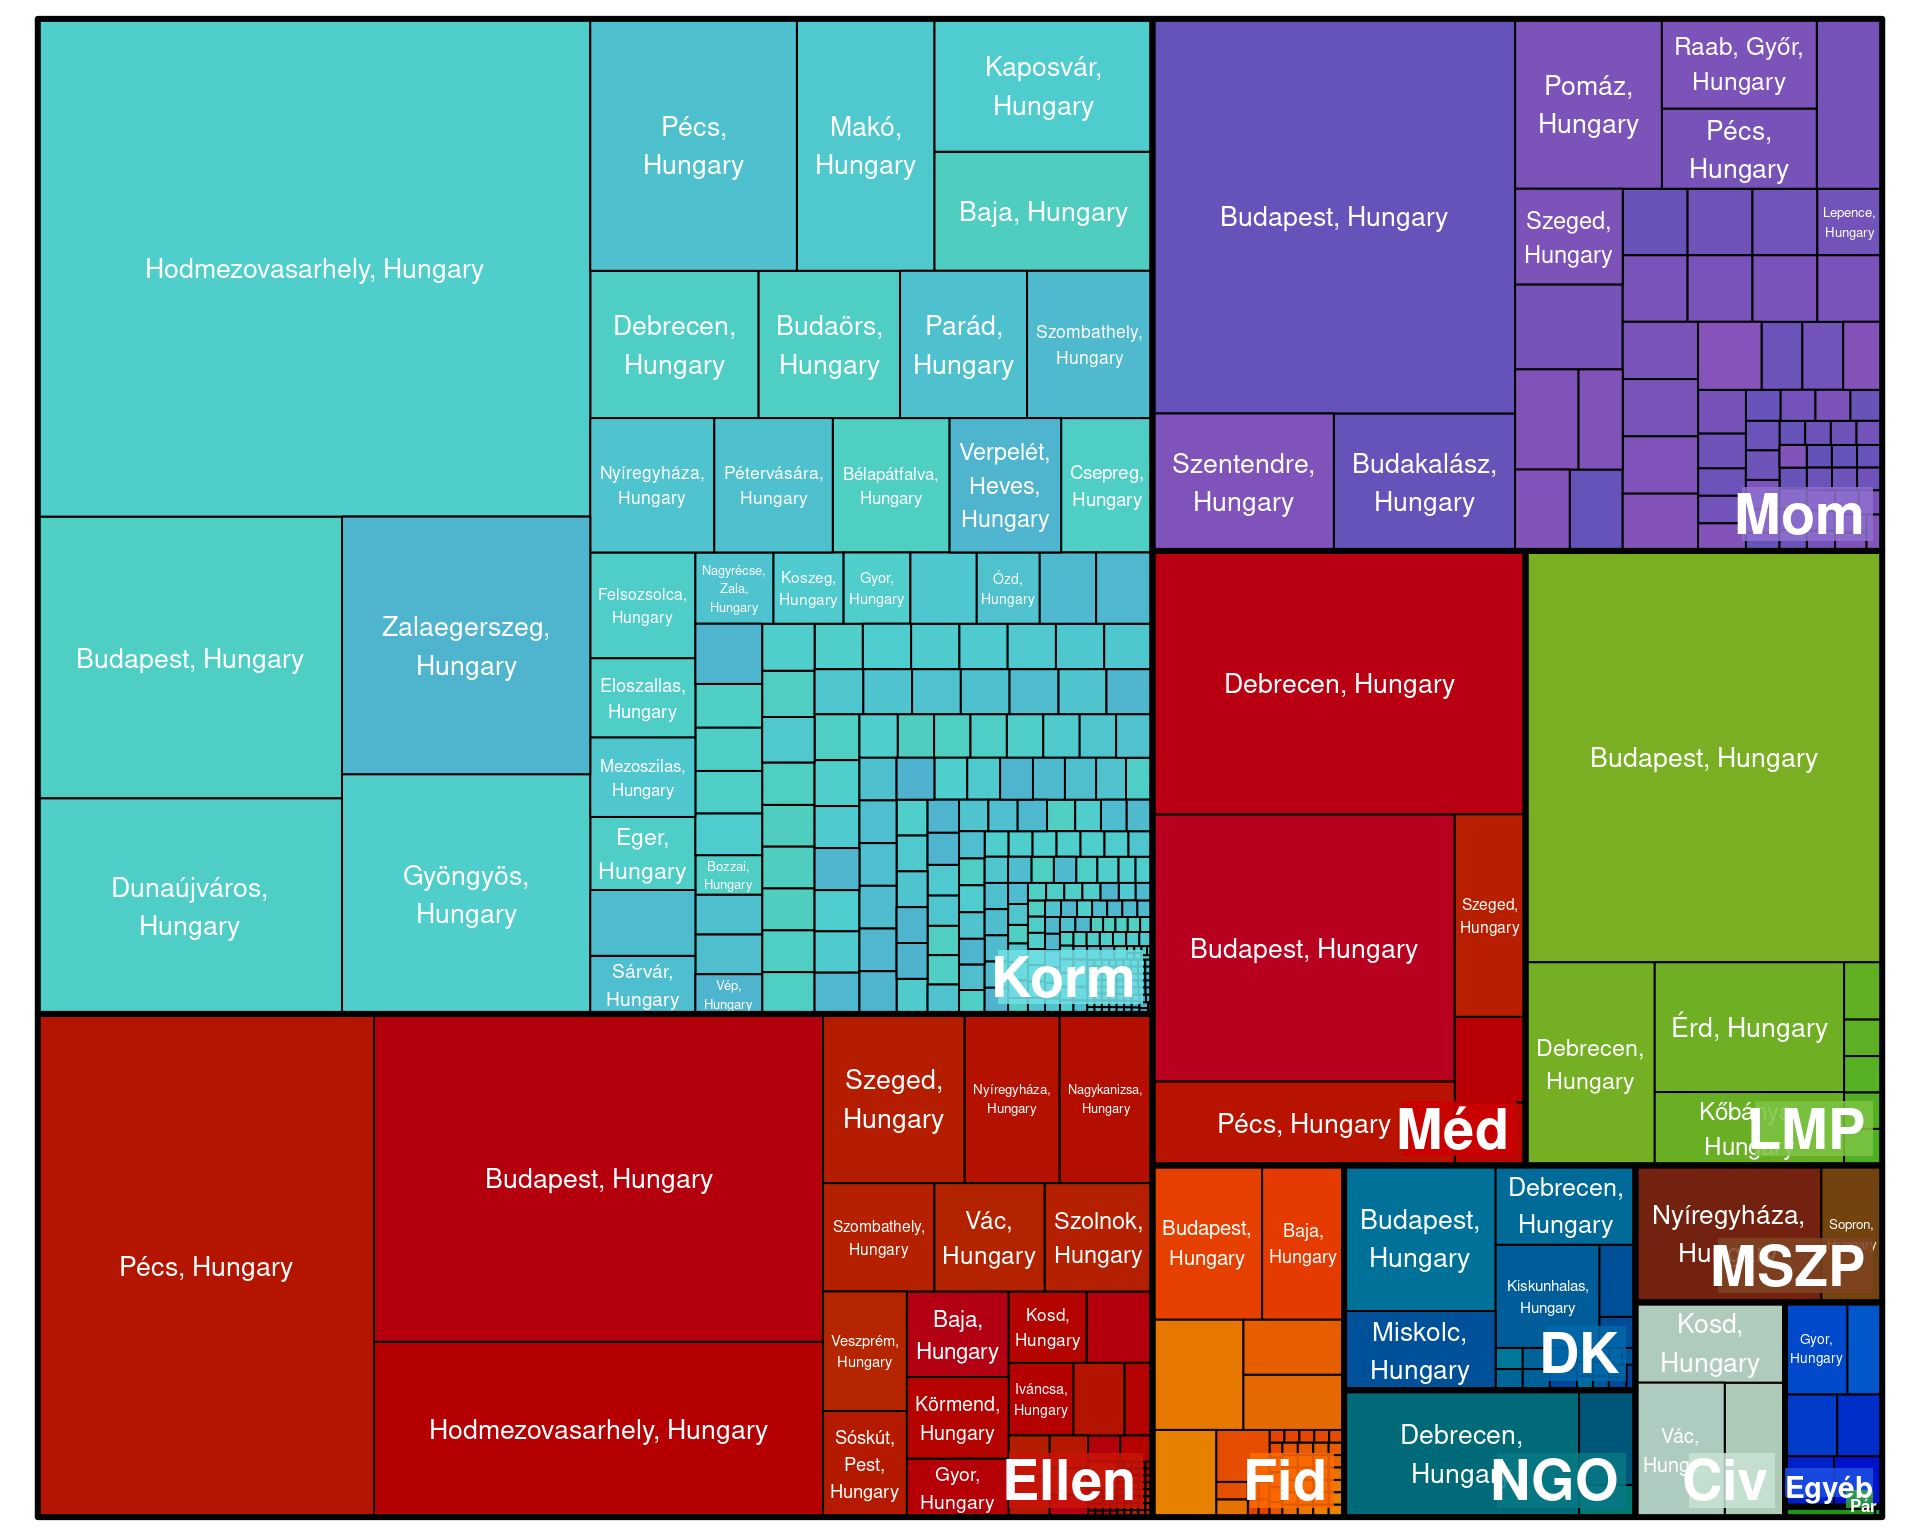 Hodmezovasarhely, Hungary
Budapest, Hungary
Zalaegerszeg,
Hungary
Dunaújváros,
Hungary
Gyöngyös,
Hungary
Pécs,
Hungary
Makó,
Hungary
Kaposvár,
Hungary
Baja, Hungary
Debrecen,
Hungary
Budaörs,
Hungary
Parád,
Hungary
Szombathely,
Hungary
Nyíregyháza,
Hungary
Pétervására,
Hungary
Bélapátfalva,
Hungary
Verpelét,
Heves,
Hungary
Csepreg,
Hungary
Felsozsolca,
Hungary
Nagyrécse,
Zala,
Hungary
Koszeg,
Hungary
Gyor,
Hungary
Ózd,
Hungary
Eloszallas,
Hungary
Mezoszilas,
Hungary
Eger,
Hungary
Bozzai,
Hungary
Sárvár,
Hungary
Vép,
Hungary
Korm
Budapest, Hungary
Pomáz,
Hungary
Raab, Győr,
Hungary
Pécs,
Hungary
Szeged,
Hungary
Lepence,
Hungary
Szentendre,
Hungary
Budakalász,
Hungary
Mom
Debrecen, Hungary
Budapest, Hungary
Szeged,
Hungary
Pécs, Hungary
Méd
Budapest, Hungary
Debrecen,
Hungary
Érd, Hungary
Kőbánya,
Hungary
LMP
Pécs, Hungary
Budapest, Hungary
Hodmezovasarhely, Hungary
Szeged,
Hungary
Nyíregyháza,
Hungary
Nagykanizsa,
Hungary
Szombathely,
Hungary
Vác,
Hungary
Szolnok,
Hungary
Veszprém,
Hungary
Baja,
Hungary
Kosd,
Hungary
Körmend,
Hungary
Iváncsa,
Hungary
Sóskút,
Pest,
Hungary
Gyor,
Hungary
Ellen
Budapest,
Hungary
Baja,
Hungary
Fid
Budapest,
Hungary
Debrecen,
Hungary
Kiskunhalas,
Hungary
Miskolc,
Hungary
DK
Debrecen,
Hungary
NGO
Nyíregyháza,
Hungary
Sopron,
Hungary
MSZP
Kosd,
Hungary
Vác,
Hungary
Civ
Gyor,
Hungary
Egyéb
Pár